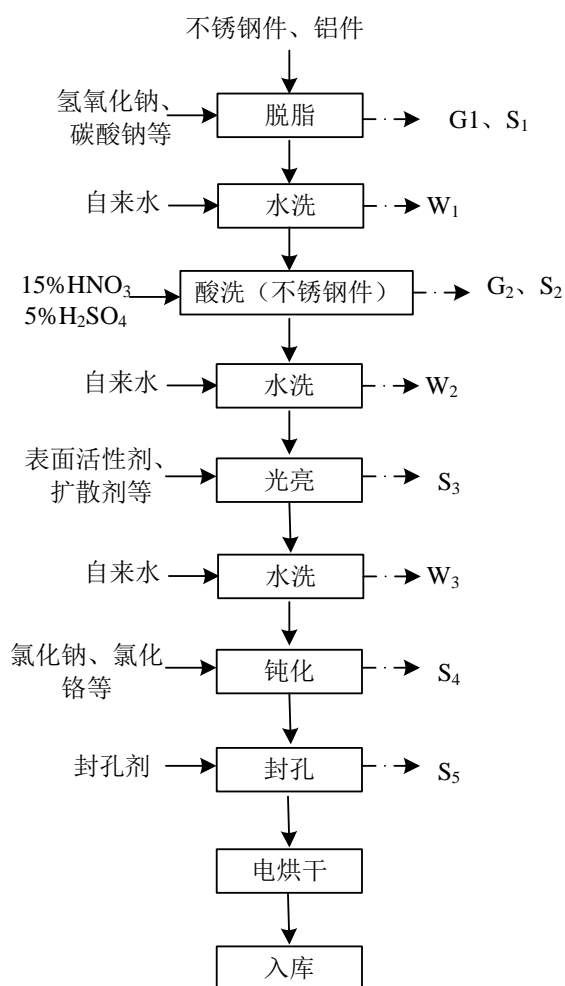 不锈钢件、铝件
氢氧化钠、
碳酸钠等
脱脂
G1、S₁
自来水
水洗
W₁
15%HNO₃
5%H₂SO₄
酸洗（不锈钢件）
G₂、S₂
自来水
水洗
W₂
表面活性剂、
扩散剂等
光亮
S₃
自来水
水洗
W₃
氯化钠、氯化
铬等
钝化
S₄
封孔剂
封孔
S₅
电烘干
入库